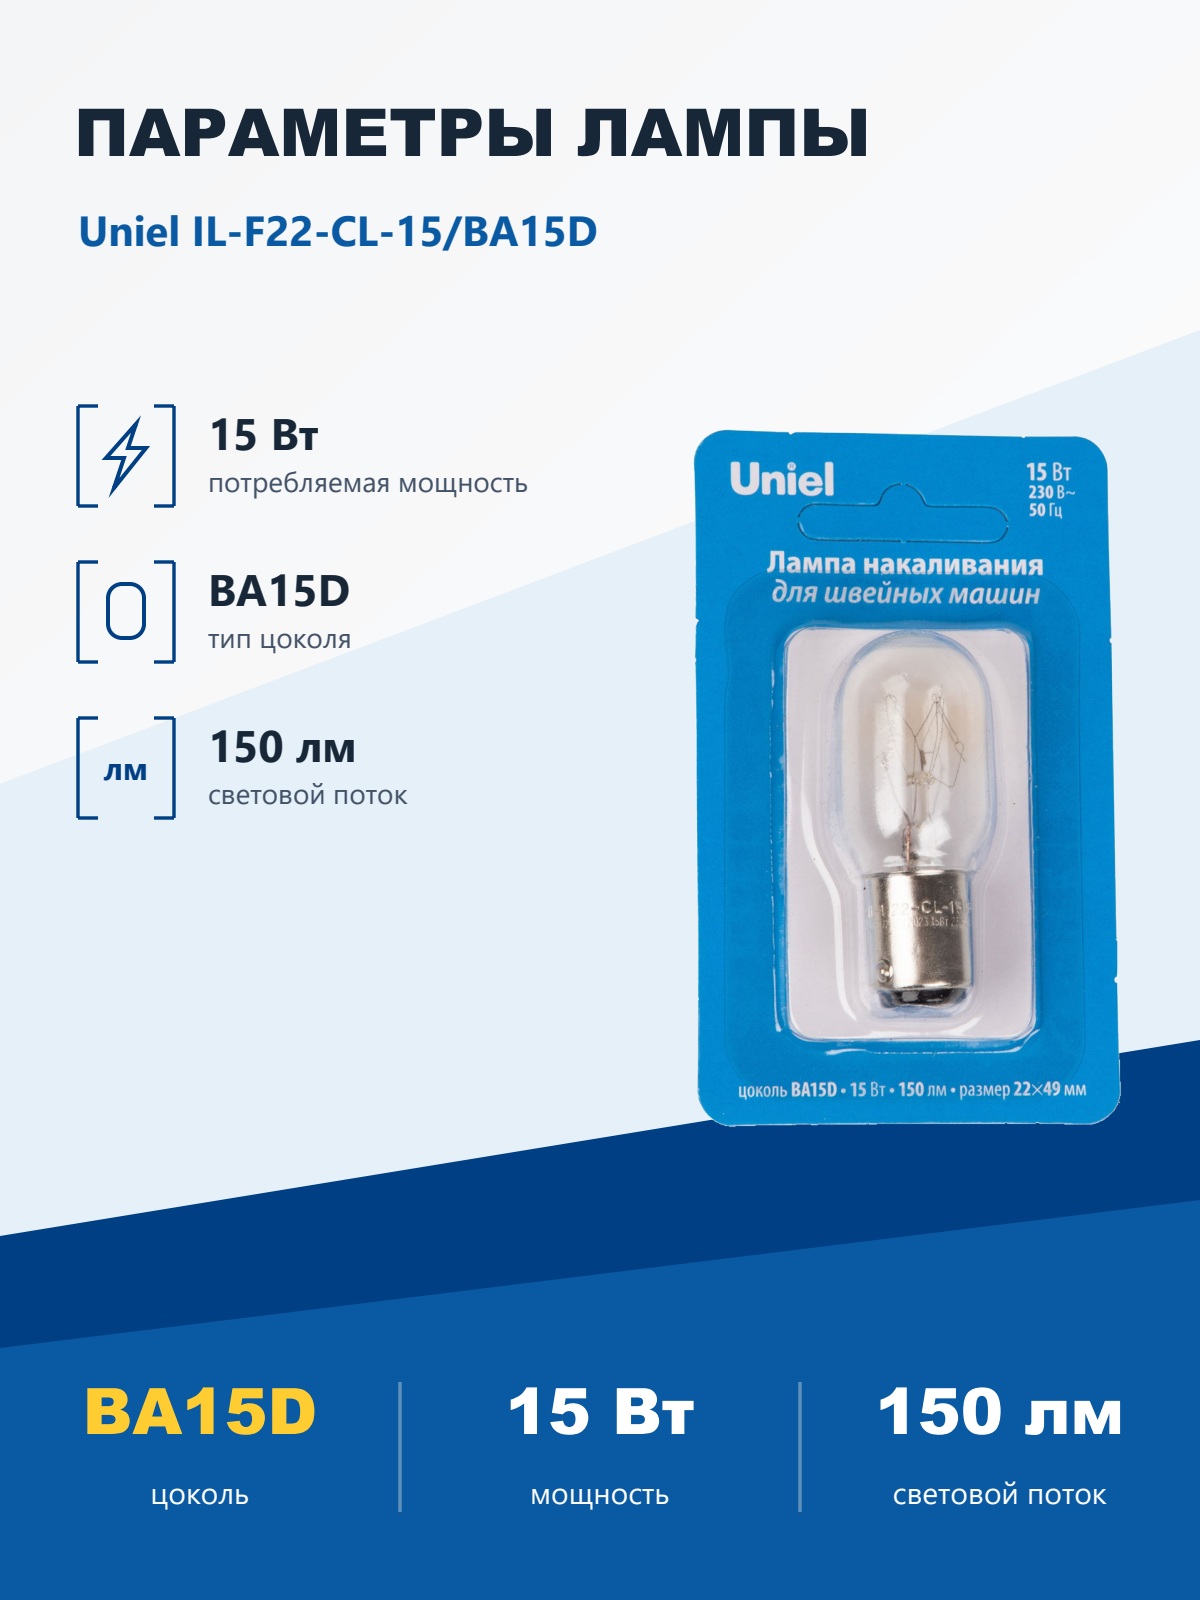 ПАРАМЕТРЫ ЛАМПЫ
Uniel IL-F22-CL-15/BA15D
15 Вт
потребляемая мощность
BA15D
тип цоколя
лм
150 лм
световой поток
Uniel
15 Вт
230 В~
50 Гц
Лампа накаливания
для швейных машин
цоколь BA15D • 15 Вт • 150 лм • размер 22×49 мм
BA15D
цоколь
15 Вт
мощность
150 лм
световой поток